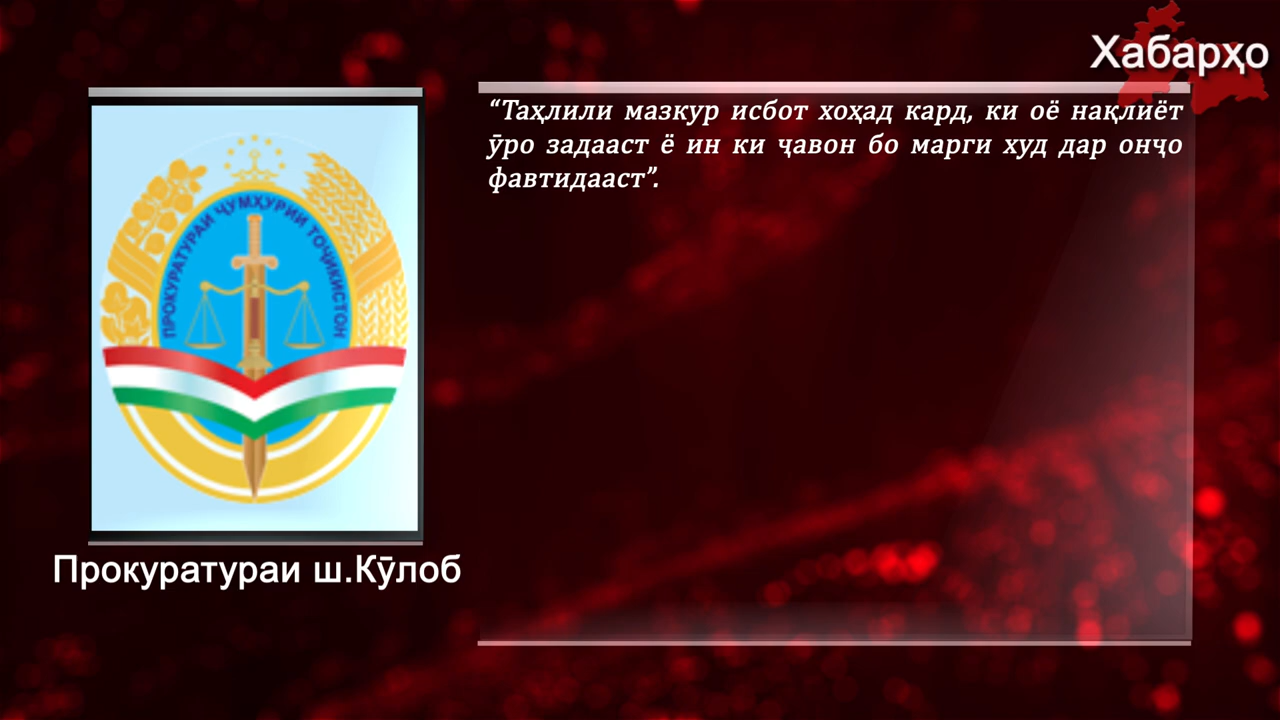 Хабарҳо
“Таҳлили мазкур исбот хоҳад кард, ки оё нақлиёт
ӯро задааст ё ин ки ҷавон бо марги худ дар онҷо
фавтидааст”.
ПРОКУРАТУРАИ ҶУМҲУРИИ ТОҶИКИСТОН
Прокуратураи ш.Кӯлоб